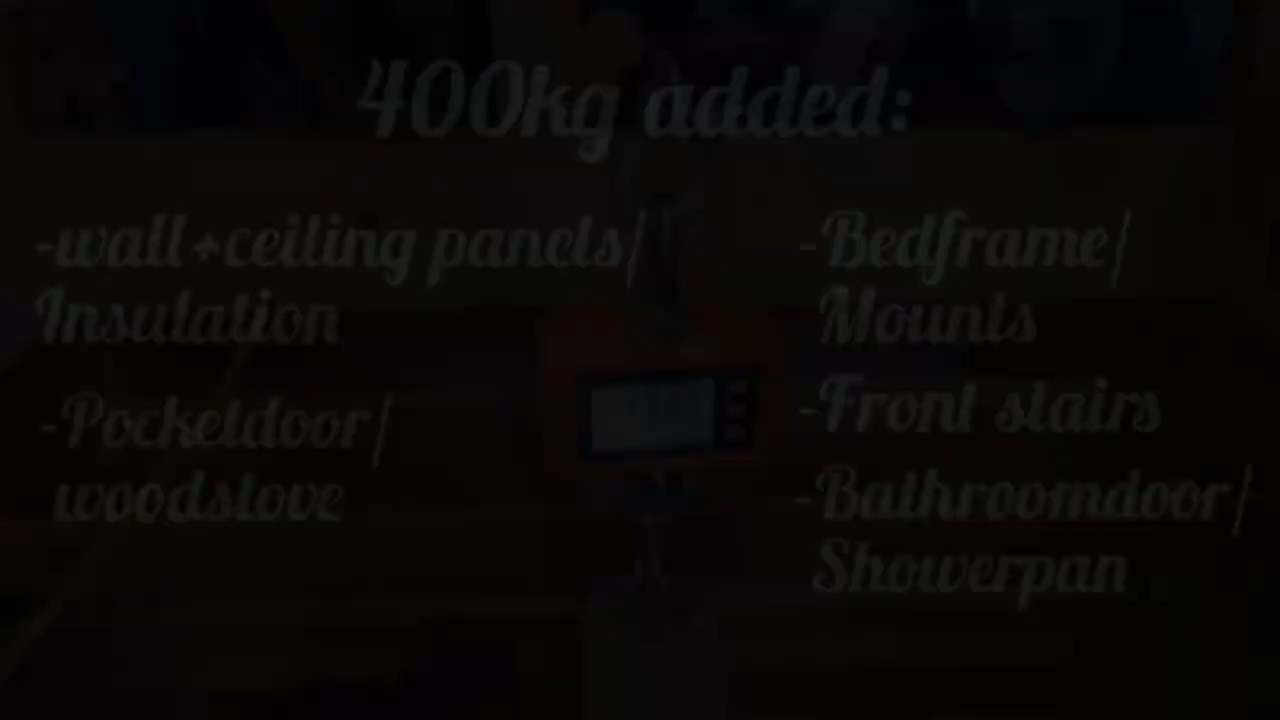 400kg added:
-wall+ceiling panels/
Insulation
-Pocketdoor/
woodstove
-Bedframe/
Mounts
-Front stairs
-Bathroomdoor/
Showerpan